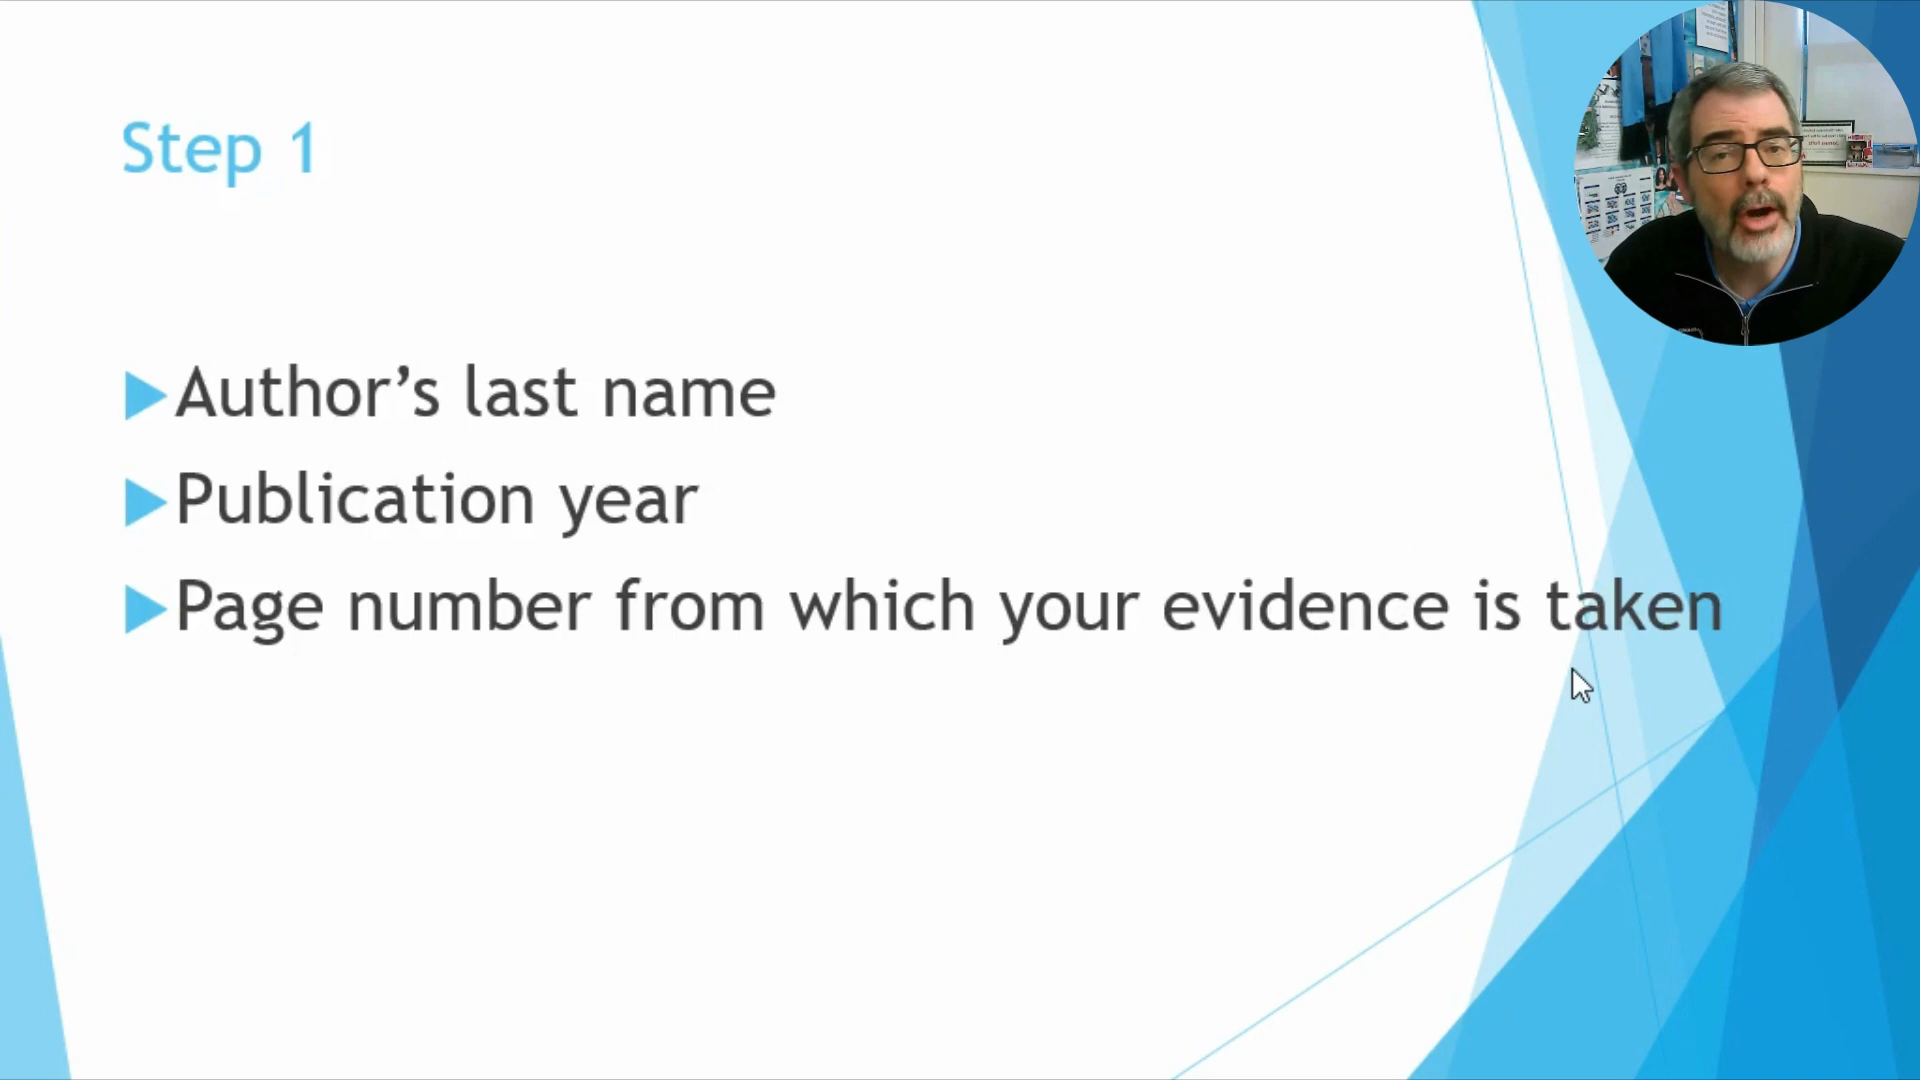 Step 1
Author’s last name
Publication year
Page number from which your evidence is taken